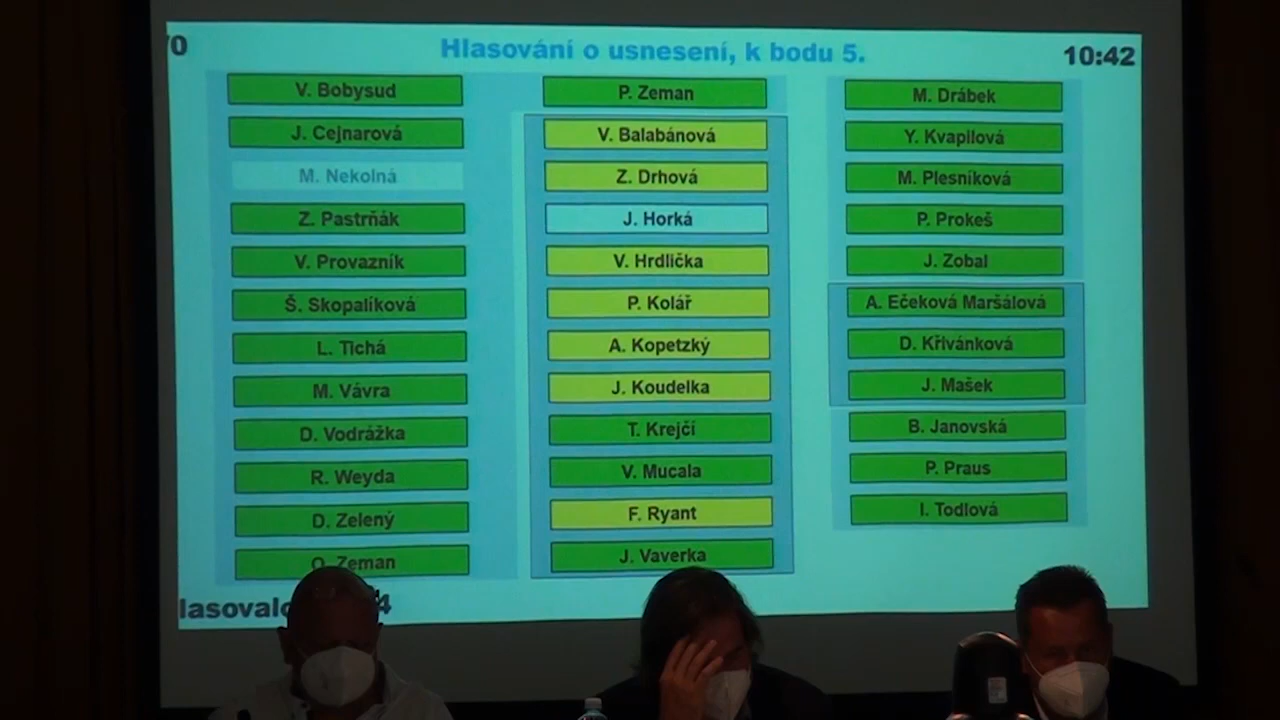 /0
Hlasování o usnesení, k bodu 5.
10:42
V. Bobysud
J. Cejnarová
M. Nekolná
Z. Pastrňák
V. Provazník
Š. Skopalíková
L. Tichá
M. Vávra
D. Vodrážka
R. Weyda
D. Zelený
O. Zeman
P. Zeman
V. Balabánová
Z. Drhová
J. Horká
V. Hrdlička
P. Kolář
A. Kopetzký
J. Koudelka
T. Krejčí
V. Mucala
F. Ryant
J. Vaverka
M. Drábek
Y. Kvapilová
M. Plesníková
P. Prokeš
J. Zobal
A. Ečeková Maršálová
D. Křivánková
J. Mašek
B. Janovská
P. Praus
I. Todlová